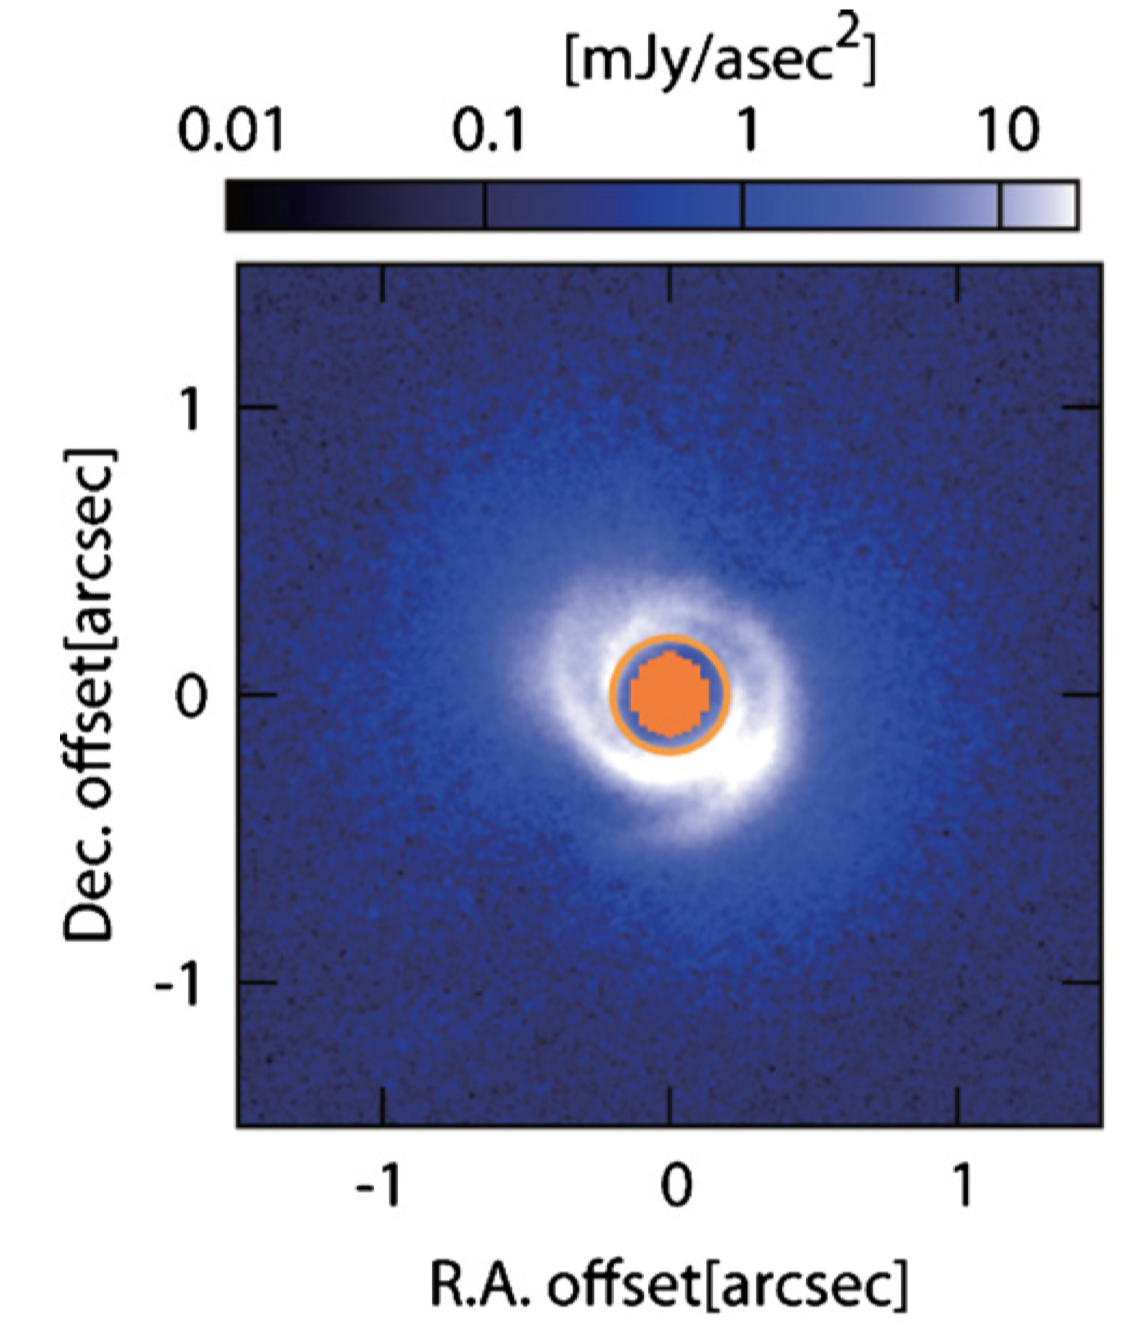 [mJy/asec²]
0.01 0.1 1 10
Dec. offset[arcsec]
1
0
-1
-1 0 1
R.A. offset[arcsec]